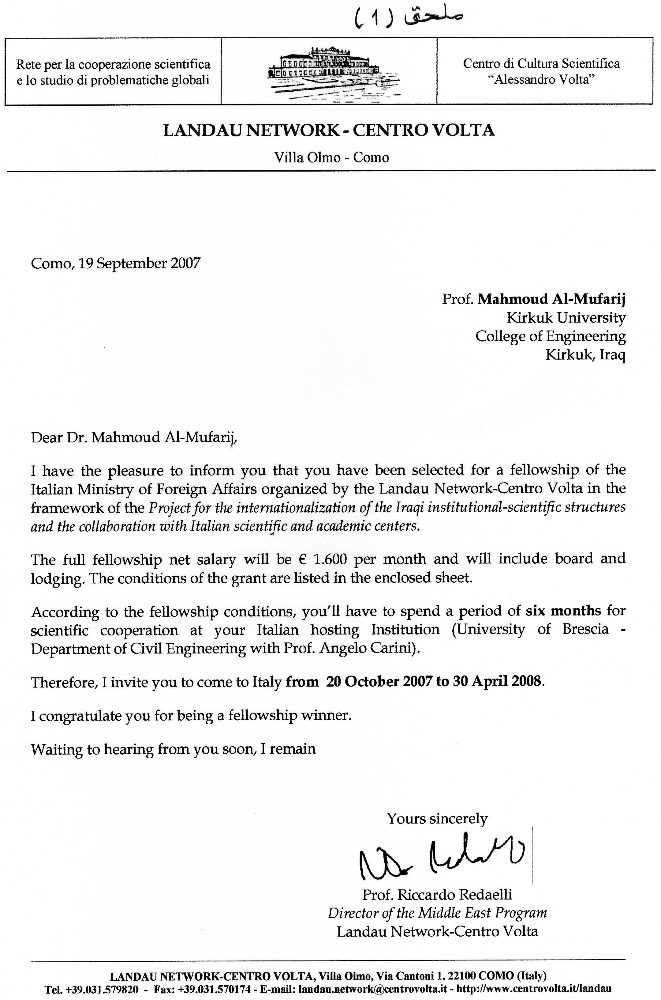 ملحق (1)
Rete per la cooperazione scientifica
e lo studio di problematiche globali
Centro di Cultura Scientifica
“Alessandro Volta”
LANDAU NETWORK - CENTRO VOLTA
Villa Olmo - Como
Como, 19 September 2007
Prof. Mahmoud Al-Mufarij
Kirkuk University
College of Engineering
Kirkuk, Iraq
Dear Dr. Mahmoud Al-Mufarij,
I have the pleasure to inform you that you have been selected for a fellowship of the
Italian Ministry of Foreign Affairs organized by the Landau Network-Centro Volta in the
framework of the Project for the internationalization of the Iraqi institutional-scientific structures
and the collaboration with Italian scientific and academic centers.
The full fellowship net salary will be € 1.600 per month and will include board and
lodging. The conditions of the grant are listed in the enclosed sheet.
According to the fellowship conditions, you’ll have to spend a period of six months for
scientific cooperation at your Italian hosting Institution (University of Brescia -
Department of Civil Engineering with Prof. Angelo Carini).
Therefore, I invite you to come to Italy from 20 October 2007 to 30 April 2008.
I congratulate you for being a fellowship winner.
Waiting to hearing from you soon, I remain
Yours sincerely
Prof. Riccardo Redaelli
Director of the Middle East Program
Landau Network-Centro Volta
LANDAU NETWORK-CENTRO VOLTA, Villa Olmo, Via Cantoni 1, 22100 COMO (Italy)
Tel. +39.031.579820 - Fax: +39.031.570174 - E-mail: landau.network@centrovolta.it - http://www.centrovolta.it/landau